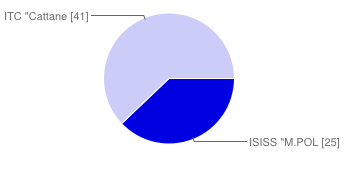 ITC "Cattane [41]
ISISS "M.POL [25]